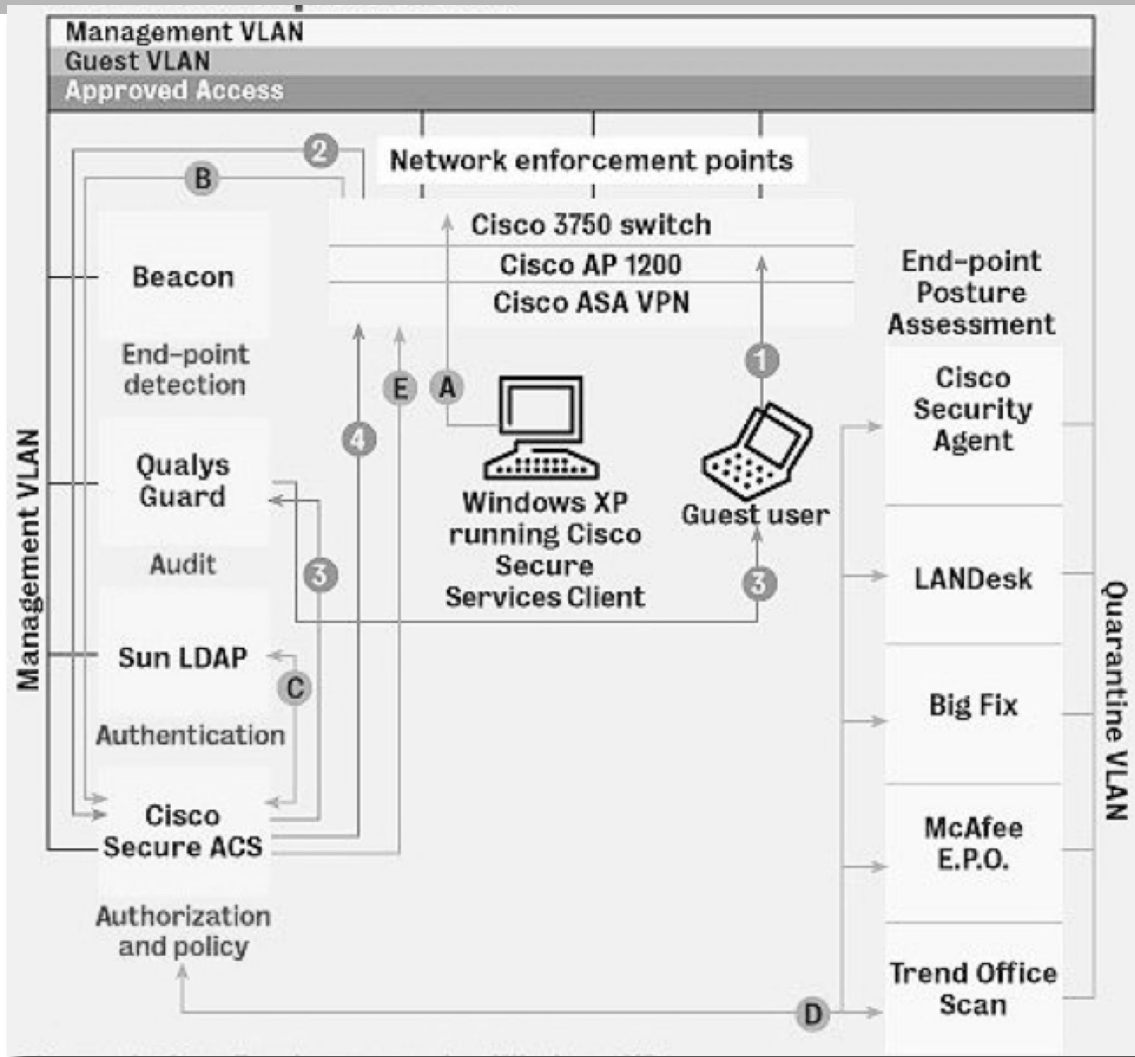 Management VLAN
Guest VLAN
Approved Access
2
B
Network enforcement points
Cisco 3750 switch
Cisco AP 1200
Cisco ASA VPN
Beacon
End-point
detection
Qualys
Guard
Audit
Sun LDAP
Authentication
Cisco
Secure ACS
Authorization
and policy
Management VLAN
E
A
4
3
C
1
Windows XP
running Cisco
Secure
Services Client
Guest user
3
D
End-point
Posture
Assessment
Cisco
Security
Agent
LANDesk
Big Fix
McAfee
E.P.O.
Trend Office
Scan
Quarantine VLAN